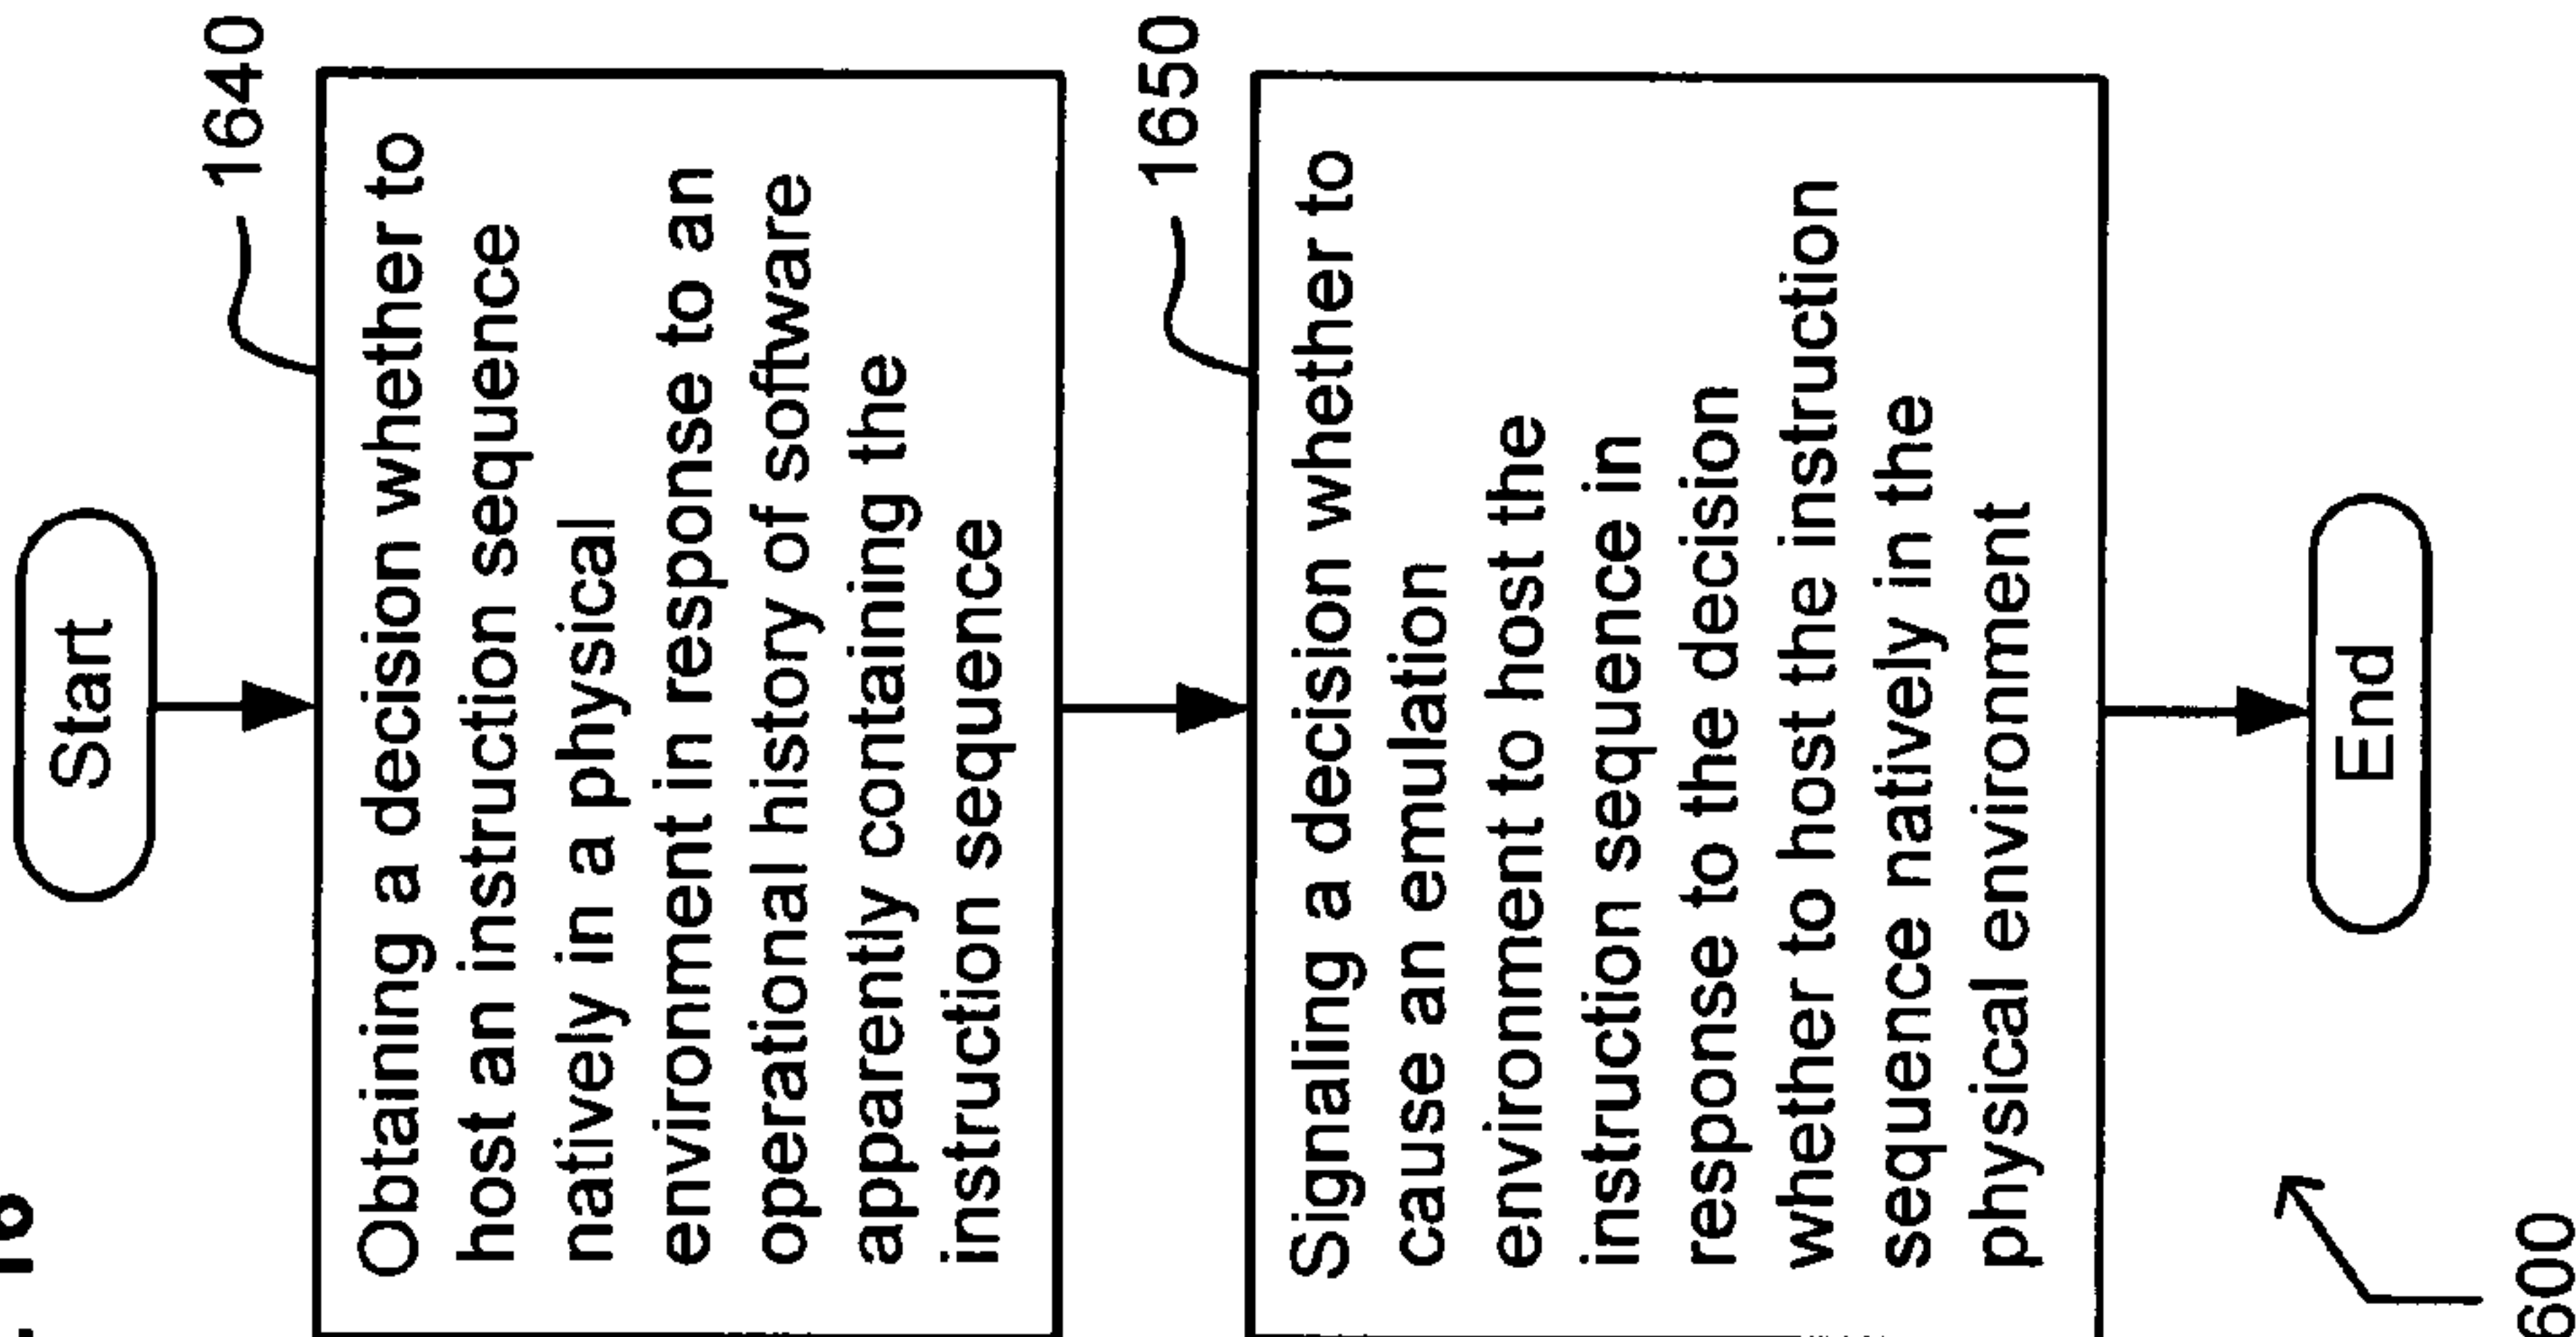 Start
1640
Obtaining a decision whether to
host an instruction sequence
natively in a physical
environment in response to an
operational history of software
apparently containing the
instruction sequence
1650
Signaling a decision whether to
cause an emulation
environment to host the
instruction sequence in
response to the decision
whether to host the instruction
sequence natively in the
physical environment
End